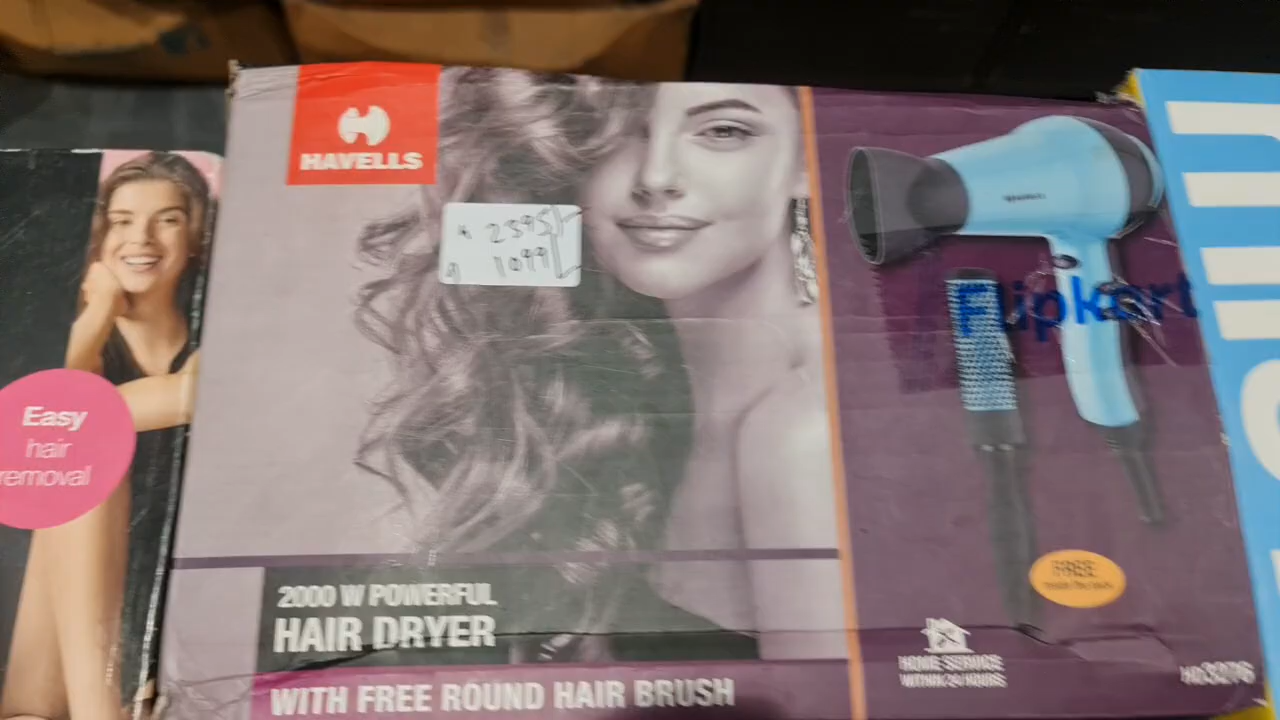 HAVELLS
2595/-
1099/-
Flipkart
Easy
hair
removal
FREE
2000 W POWERFUL
HAIR DRYER
HOME SERVICE
WITHIN 24 HOURS
HD3276
WITH FREE ROUND HAIR BRUSH